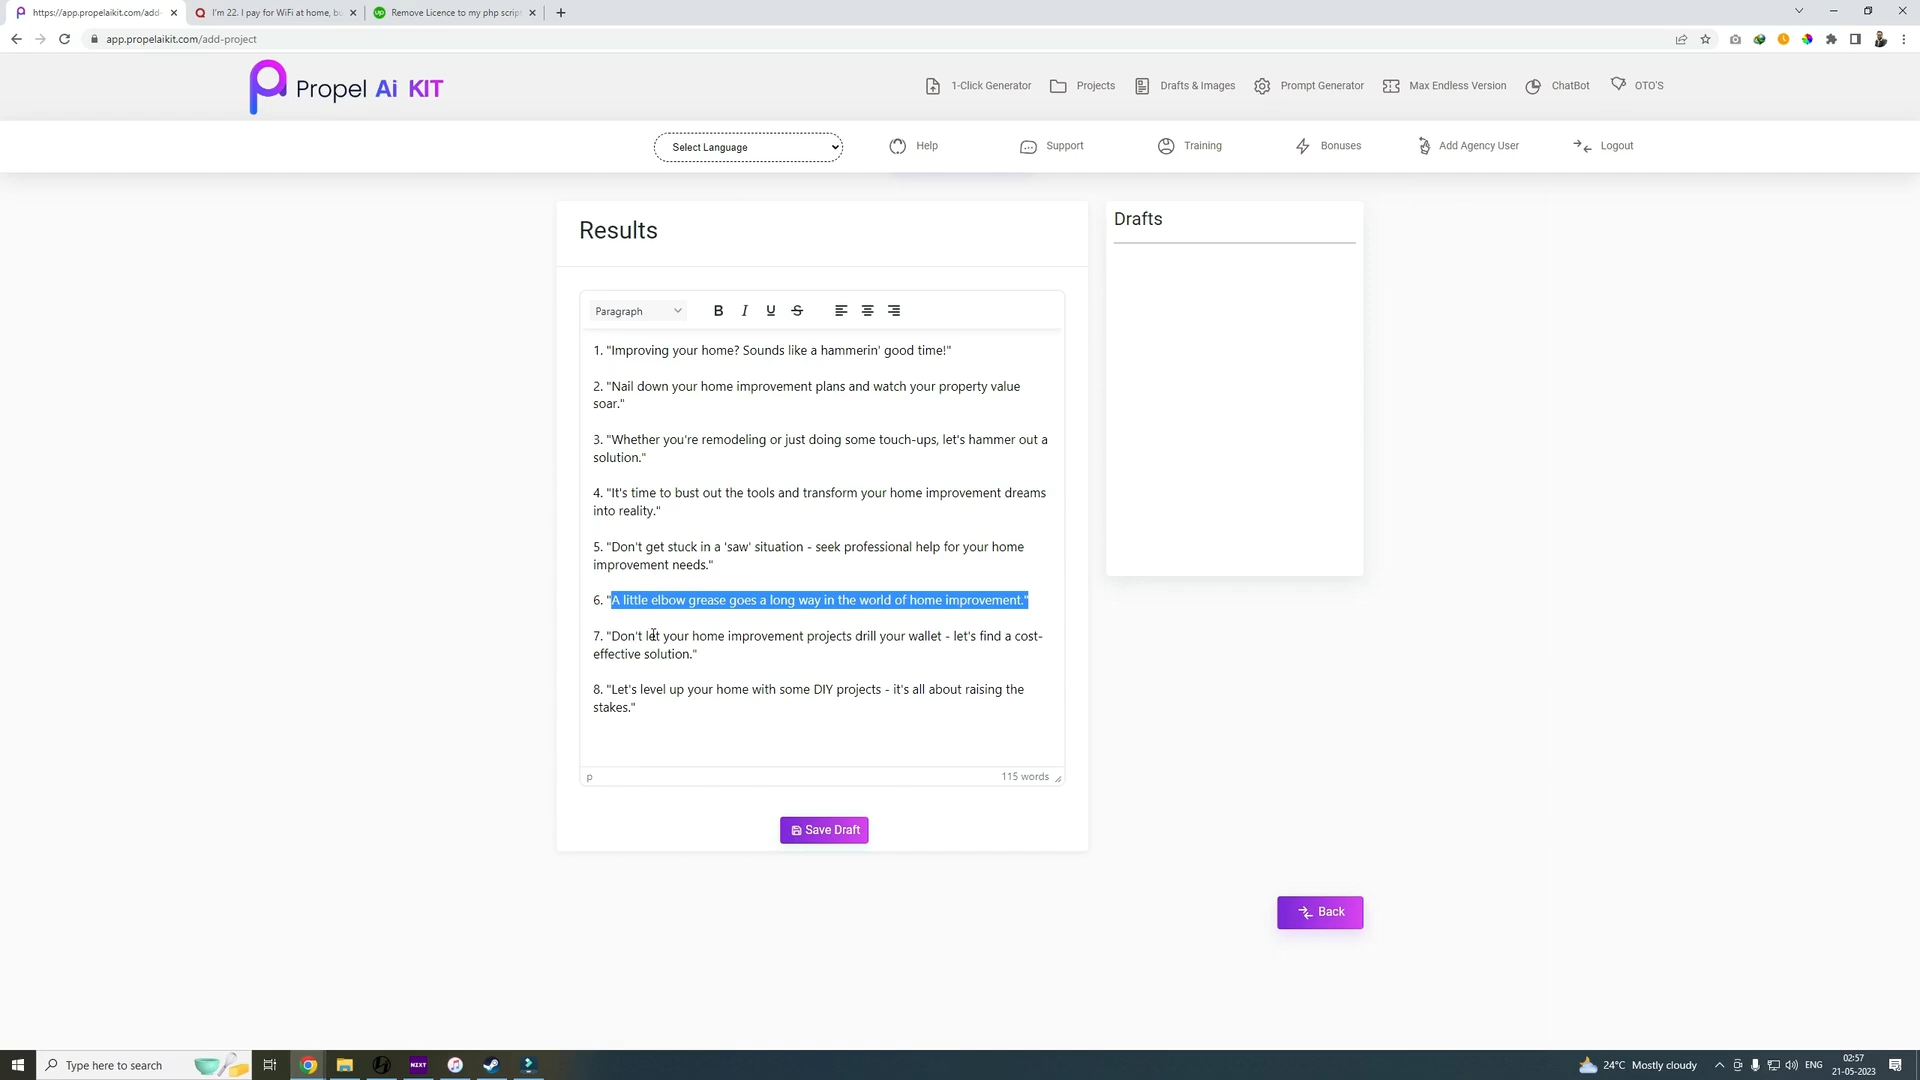 https://app.propelaikit.com/add-
I'm 22. I pay for WiFi at home, bu
Remove Licence to my php scrip
app.propelaikit.com/add-project
Propel Ai KIT
1-Click Generator
Projects
Drafts & Images
Prompt Generator
Max Endless Version
ChatBot
OTO'S
Select Language
Help
Support
Training
Bonuses
Add Agency User
Logout
Results
Drafts
Paragraph
B I U S
1. "Improving your home? Sounds like a hammerin' good time!"
2. "Nail down your home improvement plans and watch your property value
soar."
3. "Whether you're remodeling or just doing some touch-ups, let's hammer out a
solution."
4. "It's time to bust out the tools and transform your home improvement dreams
into reality."
5. "Don't get stuck in a 'saw' situation - seek professional help for your home
improvement needs."
6. "A little elbow grease goes a long way in the world of home improvement."
7. "Don't let your home improvement projects drill your wallet - let's find a cost-
effective solution."
8. "Let's level up your home with some DIY projects - it's all about raising the
stakes."
p
115 words
Save Draft
Back
Type here to search
NXT
24°C Mostly cloudy
ENG
02:57
21-05-2023